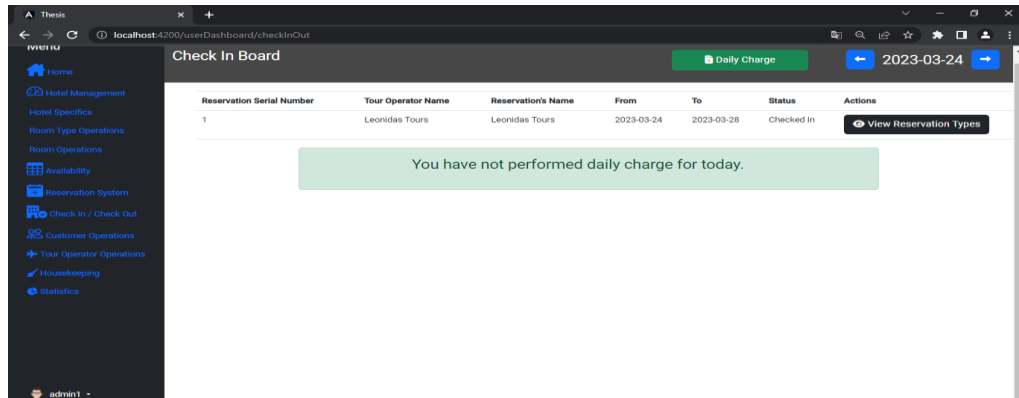 Thesis
localhost:4200/userDashboard/checkInOut
Menu
Check In Board
Daily Charge
2023-03-24
Home
Hotel Management
Hotel Specifics
Room Type Operations
Room Operations
Availability
Reservation System
Check In / Check Out
Customer Operations
Tour Operator Operations
Housekeeping
Statistics
Reservation Serial Number Tour Operator Name Reservation's Name From To Status Actions
1 Leonidas Tours Leonidas Tours 2023-03-24 2023-03-28 Checked In View Reservation Types
You have not performed daily charge for today.
admin1